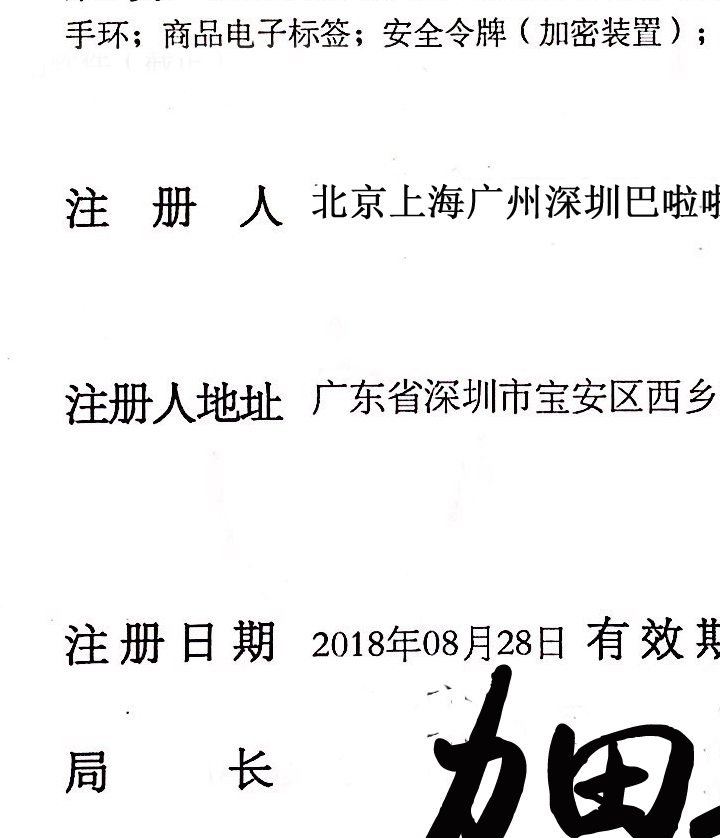 手环；商品电子标签；安全令牌（加密装置）；
注 册 人 北京上海广州深圳巴啦
注册人地址 广东省深圳市宝安区西乡
注册日期 2018年08月28日 有效期
局 长